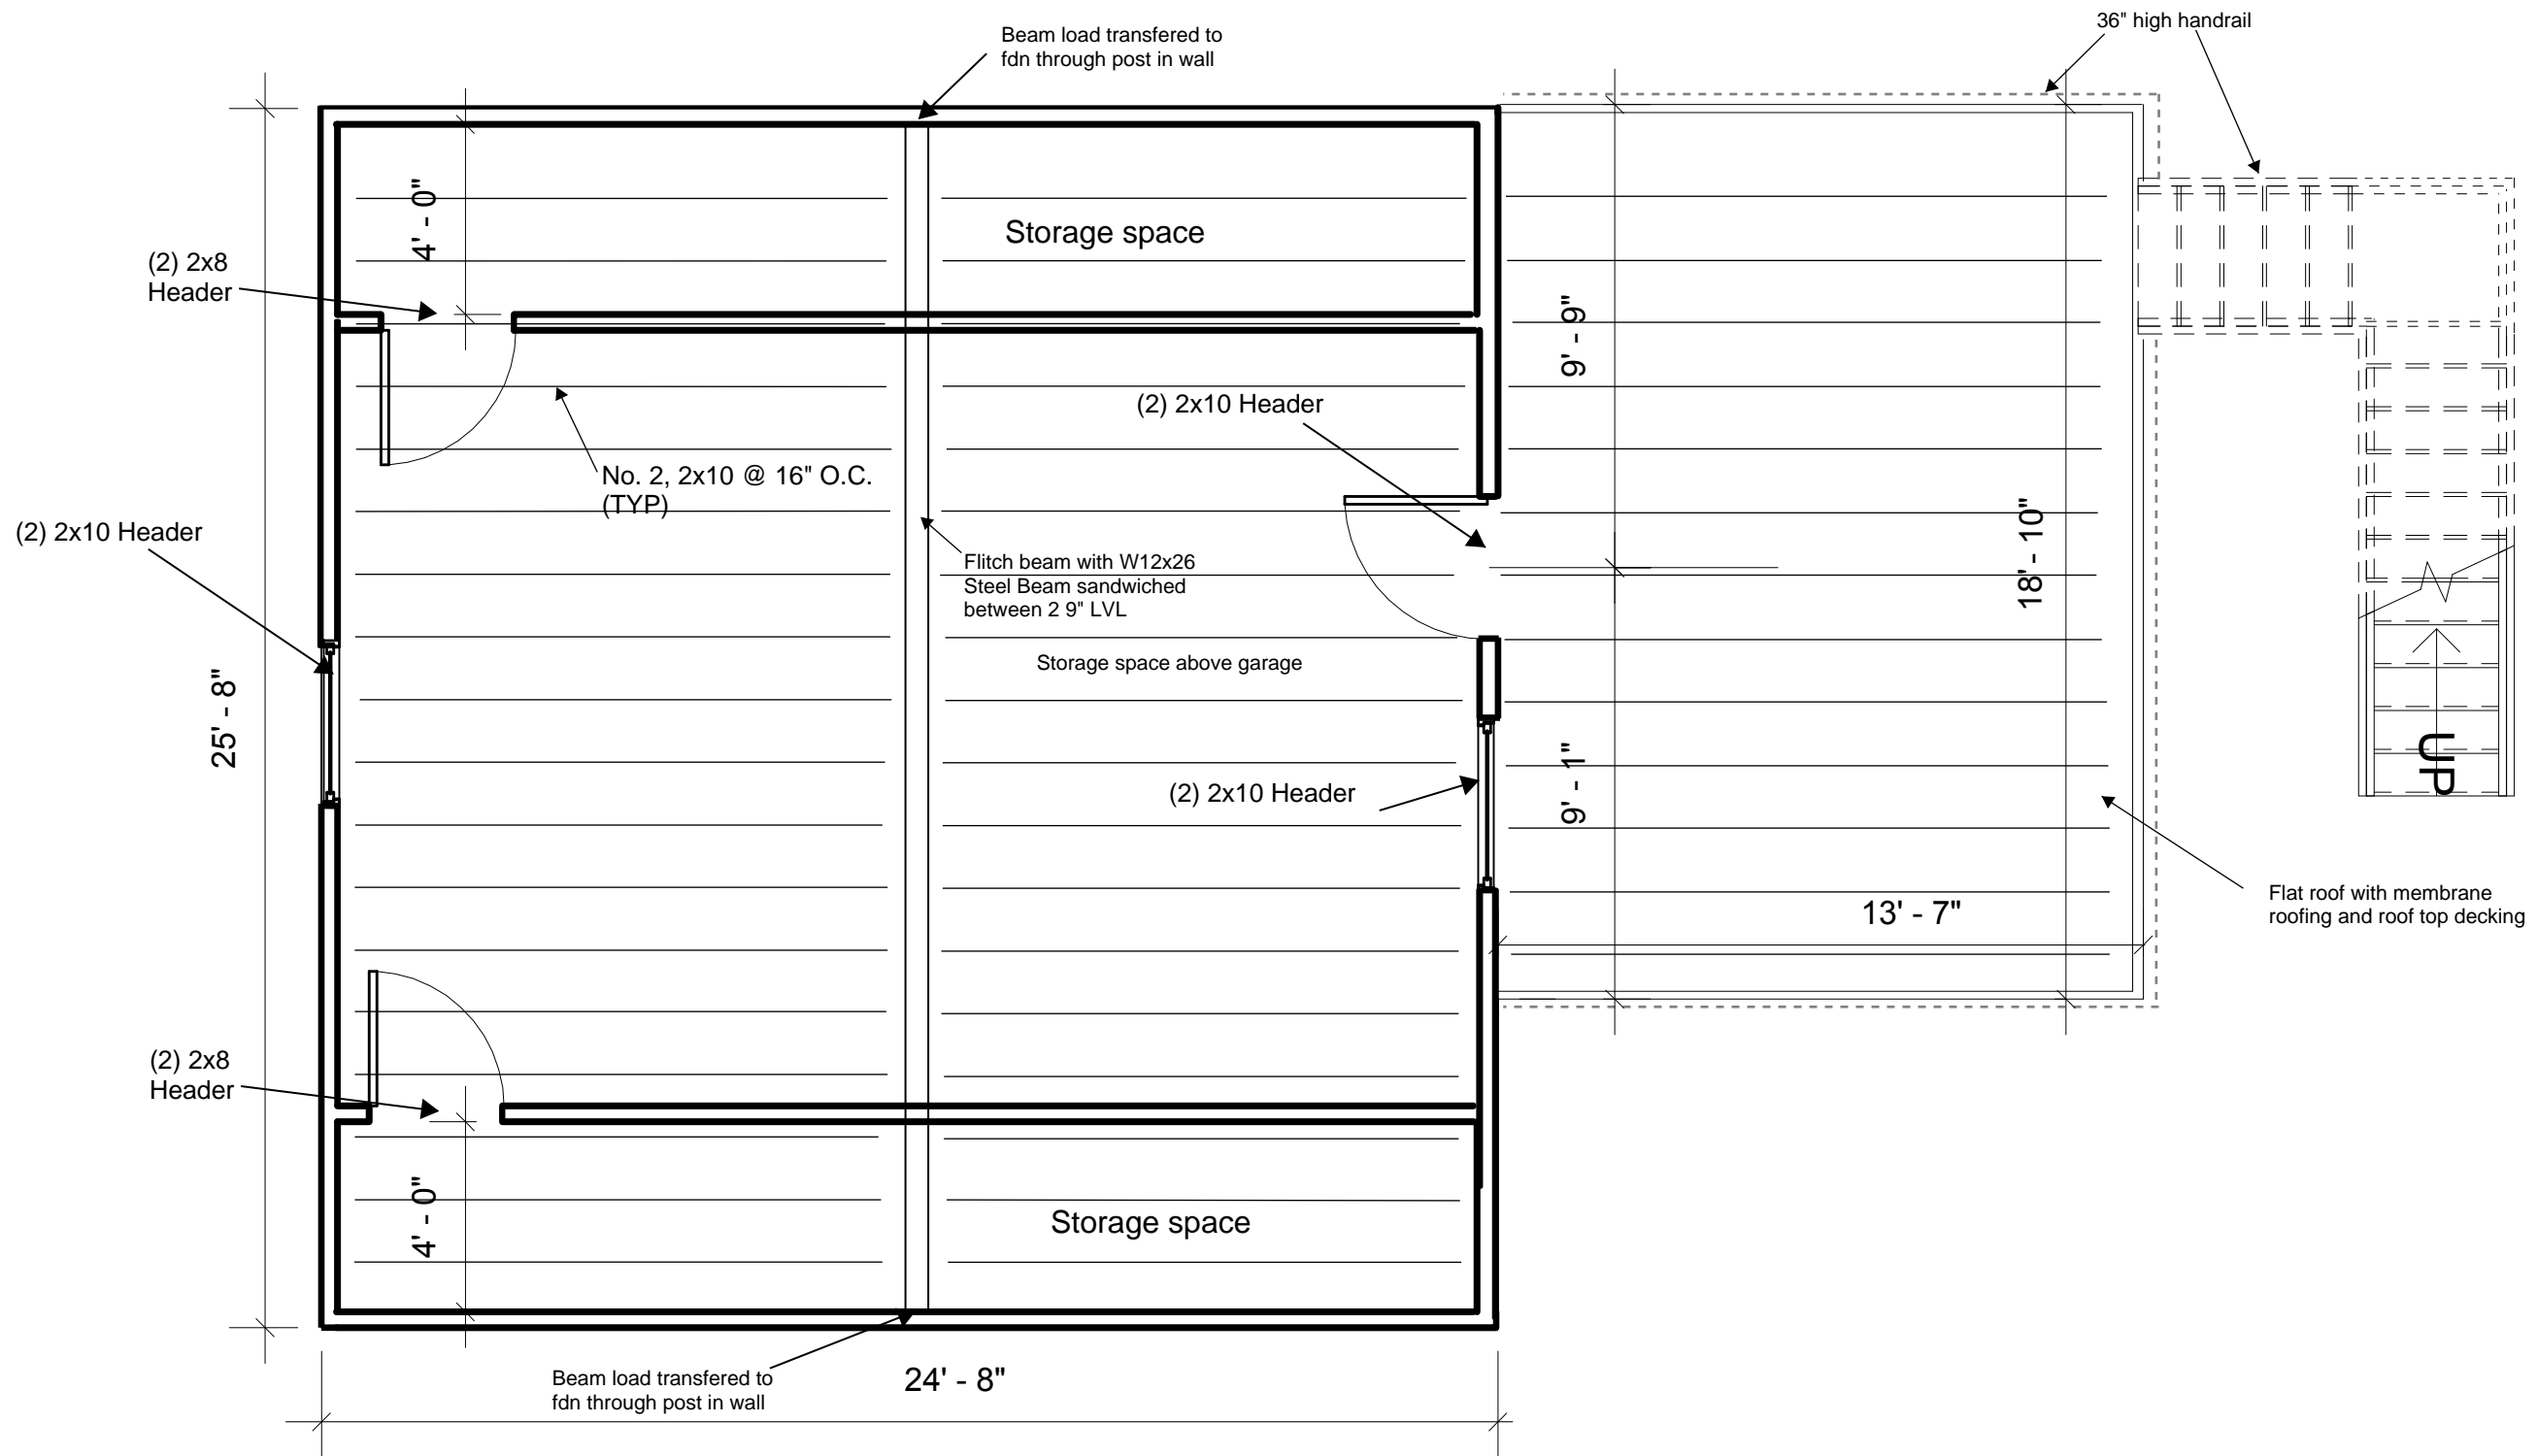 36" high handrail
Beam load transfered to
fdn through post in wall
4' - 0"
Storage space
(2) 2x8
Header
9' - 9"
(2) 2x10 Header
No. 2, 2x10 @ 16" O.C.
(TYP)
(2) 2x10 Header
18' - 10"
Flitch beam with W12x26
Steel Beam sandwiched
between 2 9" LVL
Storage space above garage
25' - 8"
UP
9' - 1"
(2) 2x10 Header
13' - 7"
Flat roof with membrane
roofing and roof top decking
(2) 2x8
Header
4' - 0"
Storage space
Beam load transfered to
fdn through post in wall
24' - 8"